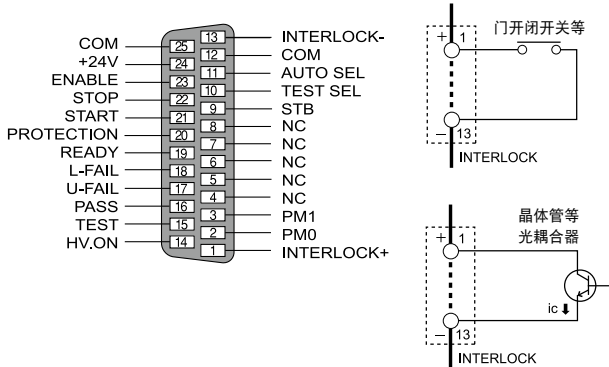 COM 25
+24V 24
ENABLE 23
STOP 22
START 21
PROTECTION 20
READY 19
L-FAIL 18
U-FAIL 17
PASS 16
TEST 15
HV.ON 14
13 INTERLOCK-
12 COM
11 AUTO SEL
10 TEST SEL
9 STB
8 NC
7 NC
6 NC
5 NC
4 NC
3 PM1
2 PM0
1 INTERLOCK+
门开闭开关等
+ 1
− 13
INTERLOCK
晶体管等
光耦合器
+ 1
ic
− 13
INTERLOCK